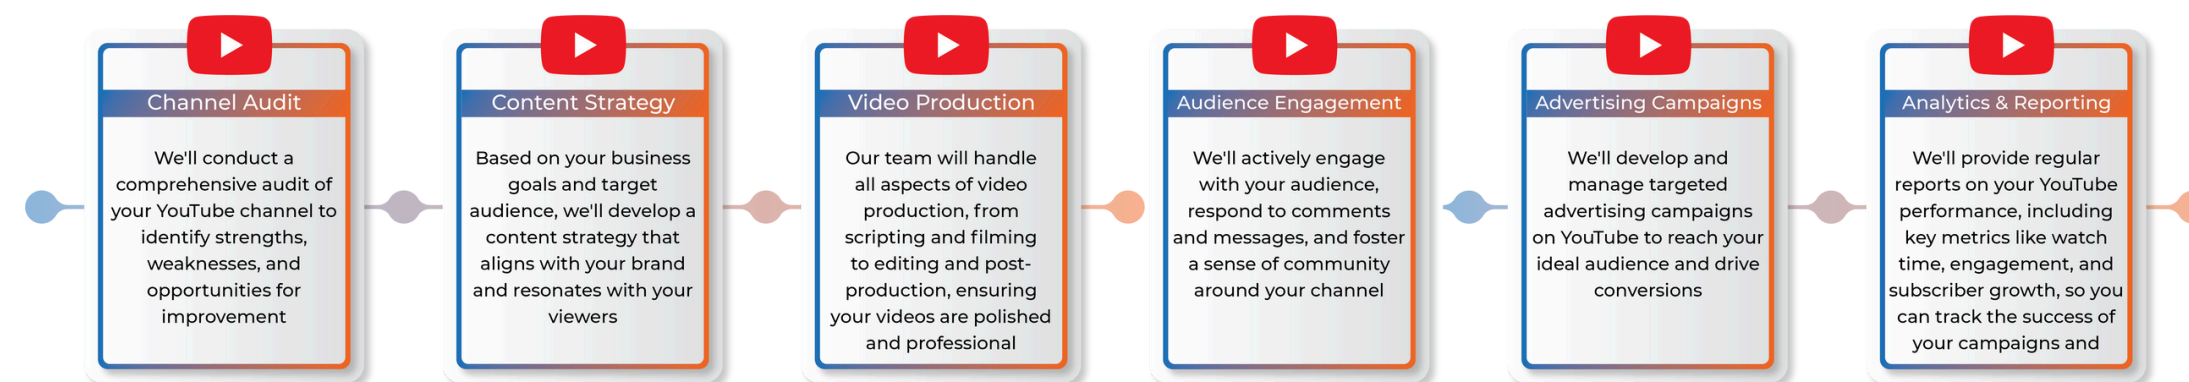 Channel Audit
We'll conduct a
comprehensive audit of
your YouTube channel to
identify strengths,
weaknesses, and
opportunities for
improvement
Content Strategy
Based on your business
goals and target
audience, we'll develop a
content strategy that
aligns with your brand
and resonates with your
viewers
Video Production
Our team will handle
all aspects of video
production, from
scripting and filming
to editing and post-
production, ensuring
your videos are polished
and professional
Audience Engagement
We'll actively engage
with your audience,
respond to comments
and messages, and foster
a sense of community
around your channel
Advertising Campaigns
We'll develop and
manage targeted
advertising campaigns
on YouTube to reach your
ideal audience and drive
conversions
Analytics & Reporting
We'll provide regular
reports on your YouTube
performance, including
key metrics like watch
time, engagement, and
subscriber growth, so you
can track the success of
your campaigns and